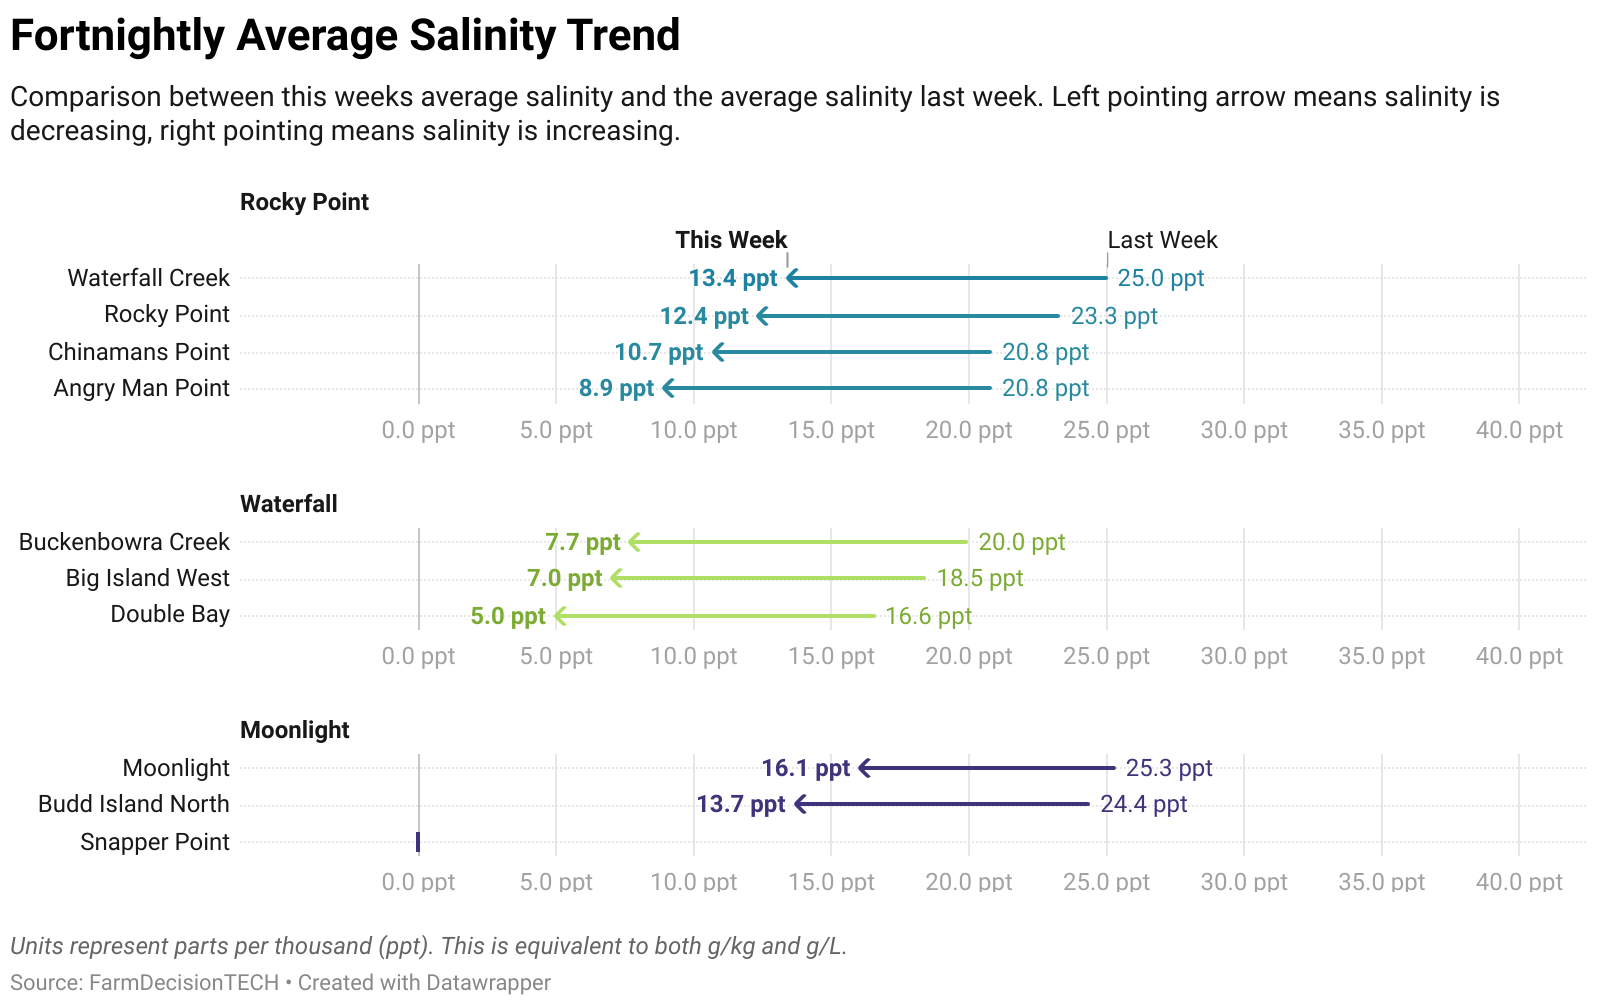 Fortnightly Average Salinity Trend
Comparison between this weeks average salinity and the average salinity last week. Left pointing arrow means salinity is
decreasing, right pointing means salinity is increasing.
Rocky Point
This Week Last Week
Waterfall Creek 13.4 ppt 25.0 ppt
Rocky Point 12.4 ppt 23.3 ppt
Chinamans Point 10.7 ppt 20.8 ppt
Angry Man Point 8.9 ppt 20.8 ppt
0.0 ppt 5.0 ppt 10.0 ppt 15.0 ppt 20.0 ppt 25.0 ppt 30.0 ppt 35.0 ppt 40.0 ppt
Waterfall
Buckenbowra Creek 7.7 ppt 20.0 ppt
Big Island West 7.0 ppt 18.5 ppt
Double Bay 5.0 ppt 16.6 ppt
0.0 ppt 5.0 ppt 10.0 ppt 15.0 ppt 20.0 ppt 25.0 ppt 30.0 ppt 35.0 ppt 40.0 ppt
Moonlight
Moonlight 16.1 ppt 25.3 ppt
Budd Island North 13.7 ppt 24.4 ppt
Snapper Point
0.0 ppt 5.0 ppt 10.0 ppt 15.0 ppt 20.0 ppt 25.0 ppt 30.0 ppt 35.0 ppt 40.0 ppt
Units represent parts per thousand (ppt). This is equivalent to both g/kg and g/L.
Source: FarmDecisionTECH • Created with Datawrapper